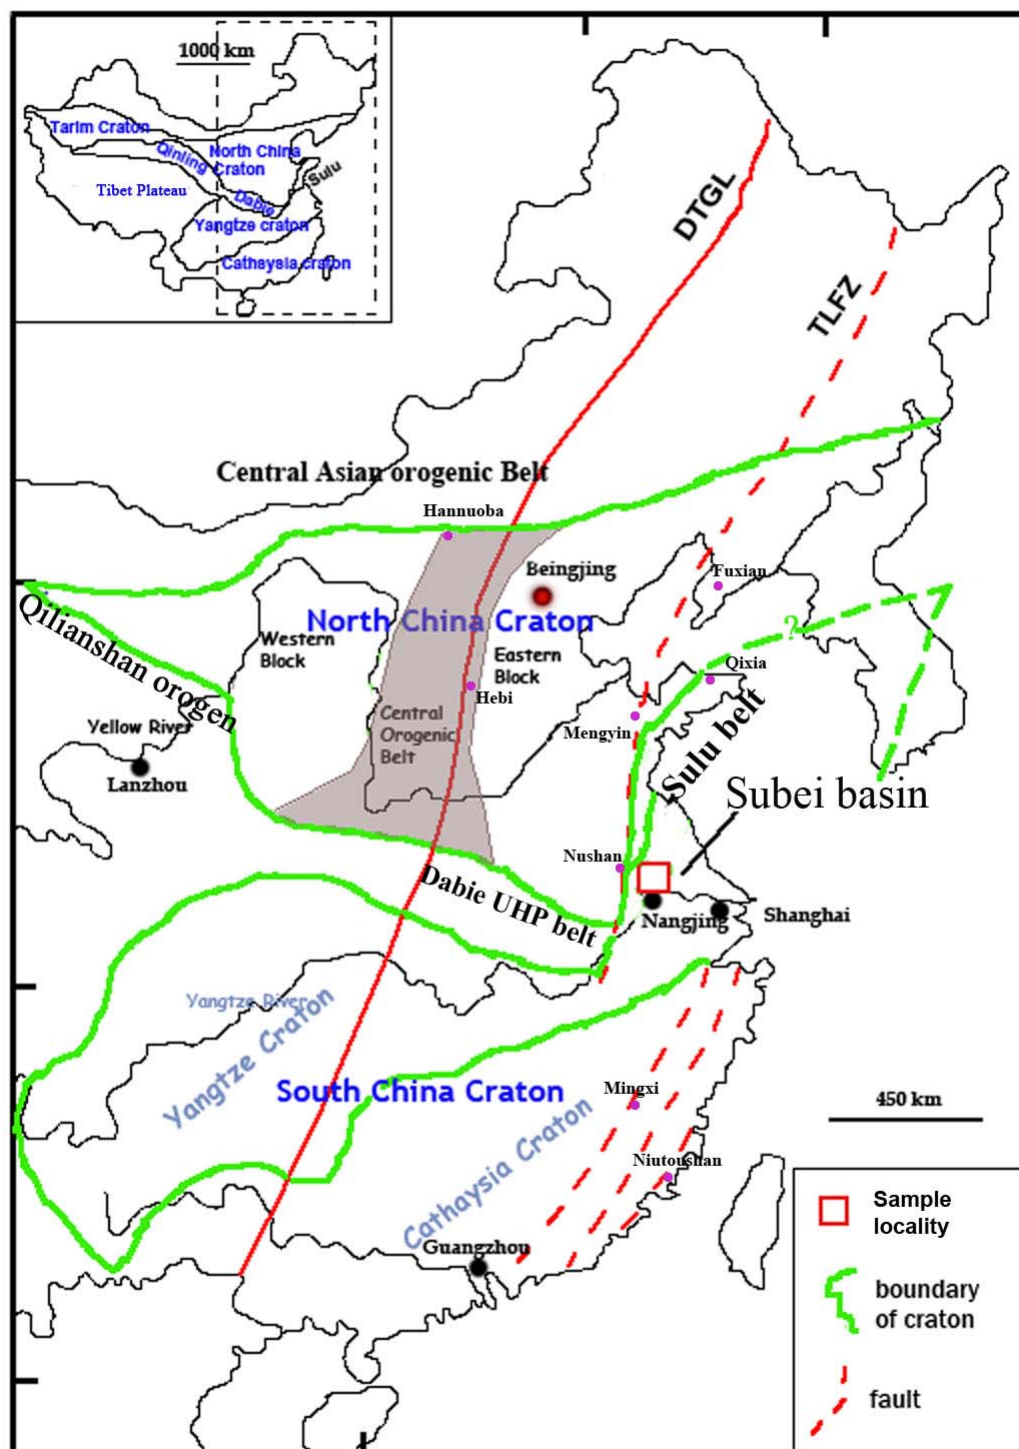 1000 km
Tarim Craton
Qinling
North China
Craton
Sulu
Tibet Plateau
Dabie
Yangtze craton
Cathaysia craton
DTGL
TLFZ
Central Asian orogenic Belt
Hannuoba
Beingjing
Fuxian
Qilianshan orogen
North China Craton
Western
Block
Eastern
Block
Qixia
Hebi
Central
Orogenic
Belt
?
Yellow River
Lanzhou
Mengyin
Sulu belt
Subei basin
Nushan
Dabie UHP belt
Nangjing
Shanghai
Yangtze River
Yangtze Craton
South China Craton
Mingxi
450 km
Cathaysia Craton
Niutoushan
Guangzhou
Sample
locality
boundary
of craton
fault